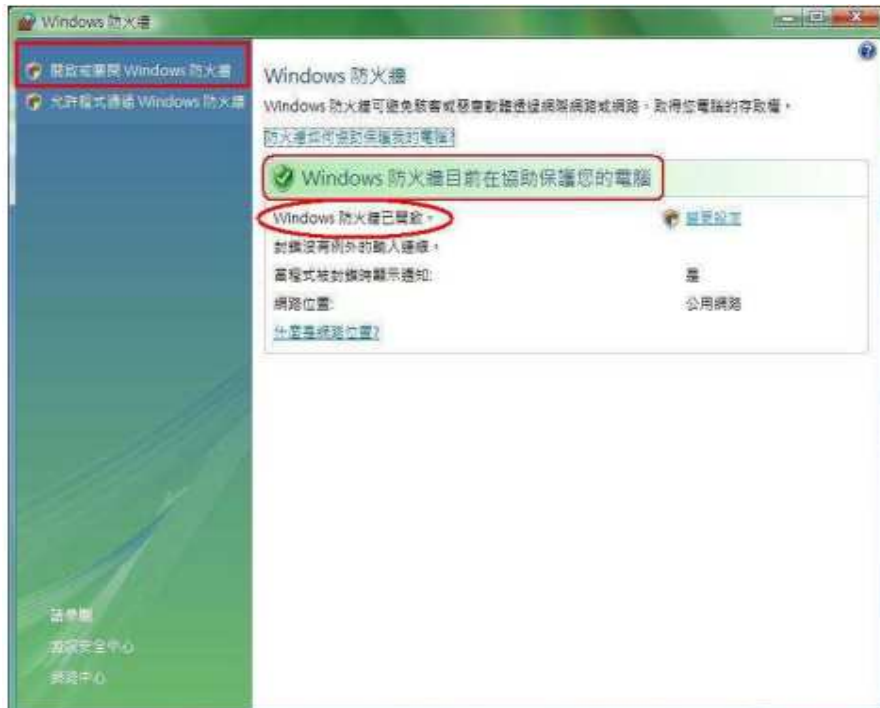 Windows 防火牆
開啟或關閉 Windows 防火牆
允許程式通過 Windows 防火牆
Windows 防火牆
Windows 防火牆可避免駭客或惡意軟體透過網際網路或網路，取得您電腦的存取權。
防火牆如何協助保護我的電腦?
Windows 防火牆目前在協助保護您的電腦
Windows 防火牆已開啟。
變更設定
封鎖沒有例外的輸入連線。
當程式被封鎖時顯示通知:
是
網路位置:
公用網路
什麼是網路位置?
請參閱
資訊安全中心
網路中心